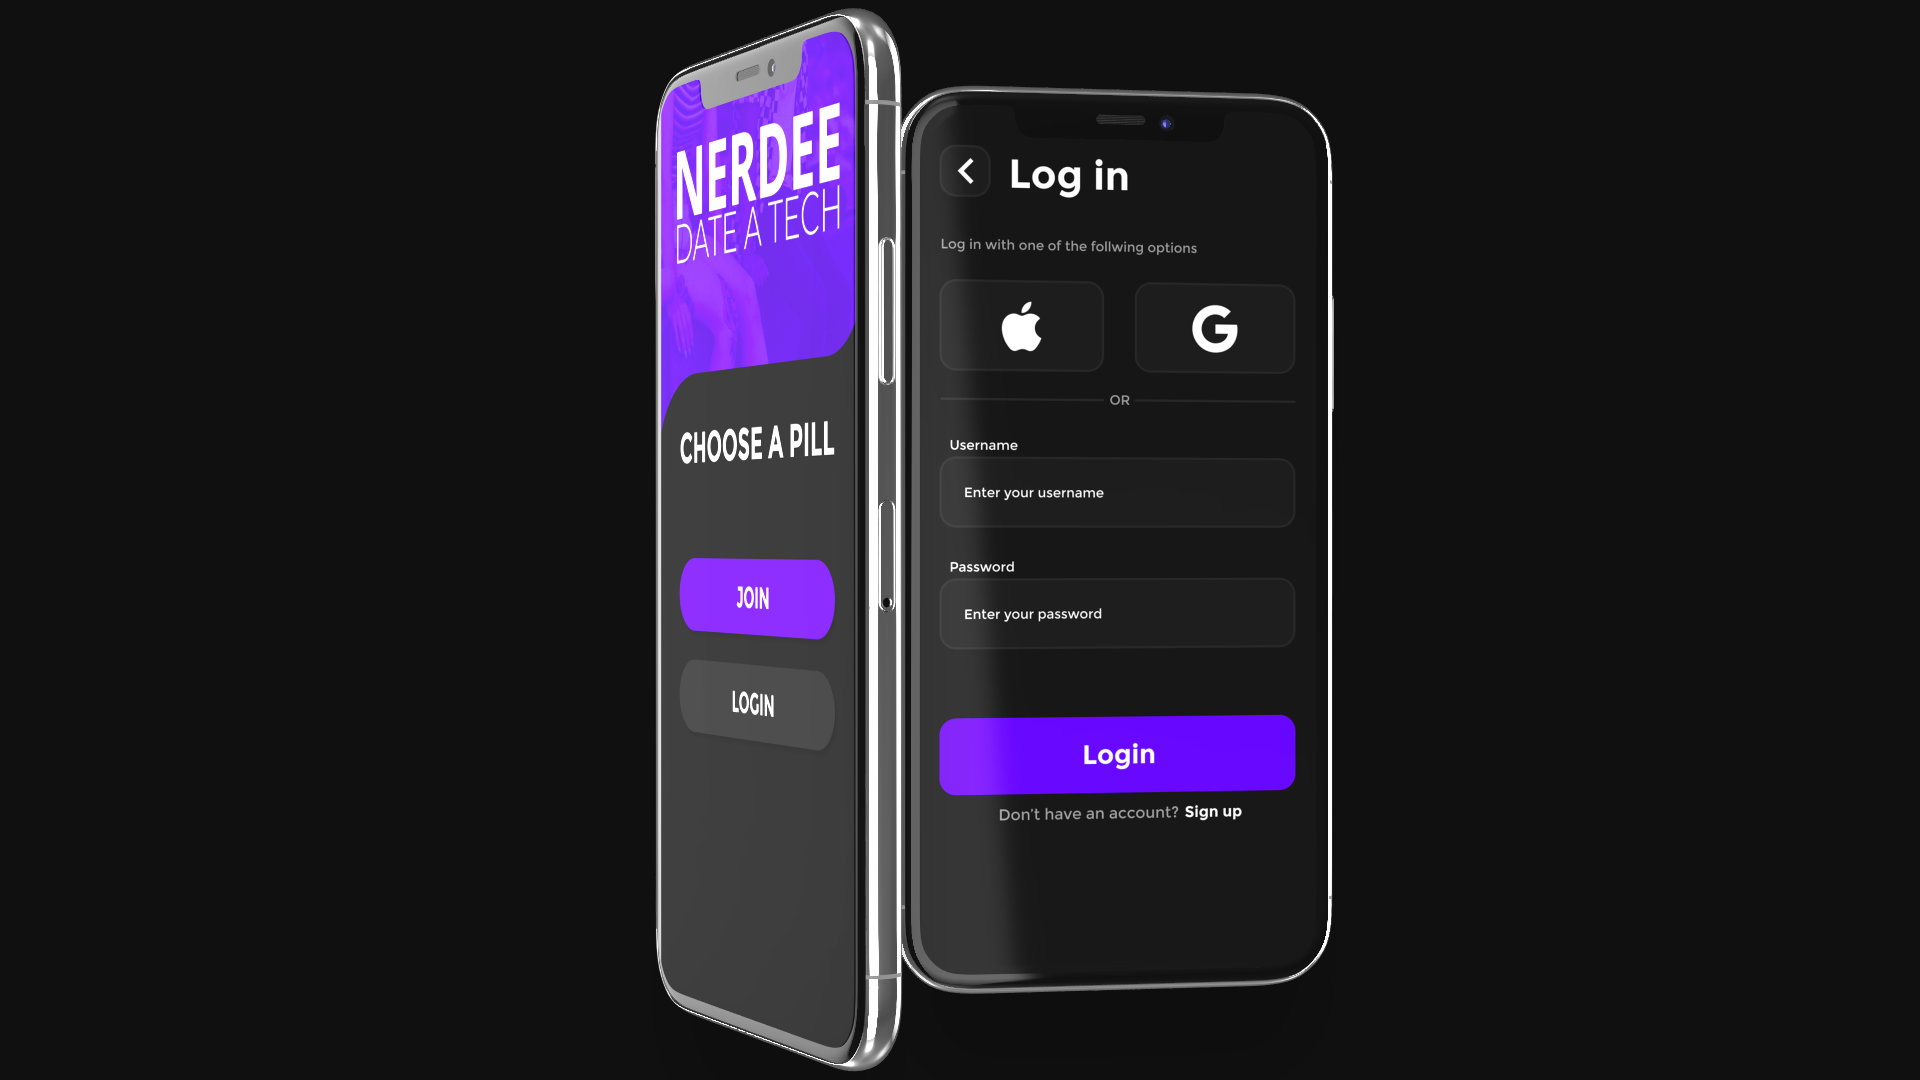 NERDEE
DATE A TECH
CHOOSE A PILL
JOIN
LOGIN
Log in
Log in with one of the follwing options
G
OR
Username
Enter your username
Password
Enter your password
Login
Don't have an account? Sign up